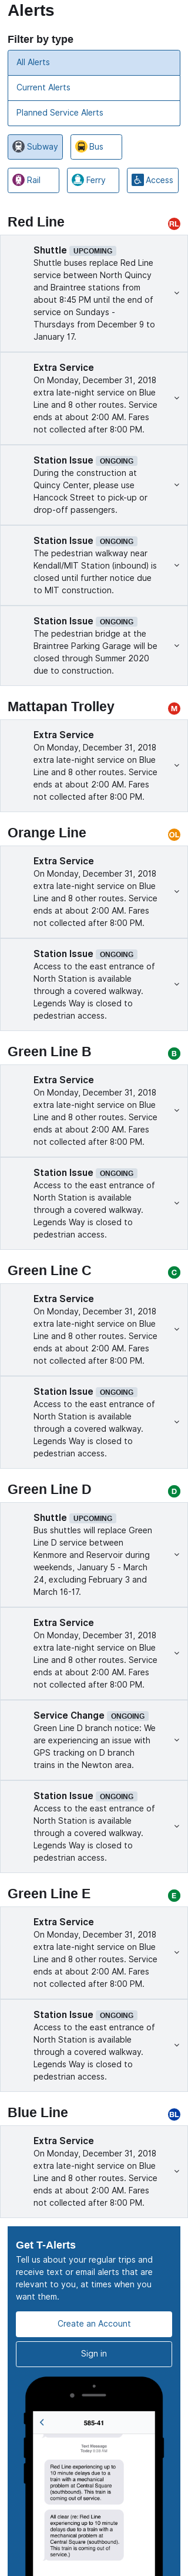 Alerts
Filter by type
All Alerts
Current Alerts
Planned Service Alerts
Subway
Bus
Rail
Ferry
Access
Red Line
RL
Shuttle UPCOMING
Shuttle buses replace Red Line
service between North Quincy
and Braintree stations from
about 8:45 PM until the end of
service on Sundays -
Thursdays from December 9 to
January 17.
Extra Service
On Monday, December 31, 2018
extra late-night service on Blue
Line and 8 other routes. Service
ends at about 2:00 AM. Fares
not collected after 8:00 PM.
Station Issue ONGOING
During the construction at
Quincy Center, please use
Hancock Street to pick-up or
drop-off passengers.
Station Issue ONGOING
The pedestrian walkway near
Kendall/MIT Station (inbound) is
closed until further notice due
to MIT construction.
Station Issue ONGOING
The pedestrian bridge at the
Braintree Parking Garage will be
closed through Summer 2020
due to construction.
Mattapan Trolley
M
Extra Service
On Monday, December 31, 2018
extra late-night service on Blue
Line and 8 other routes. Service
ends at about 2:00 AM. Fares
not collected after 8:00 PM.
Orange Line
OL
Extra Service
On Monday, December 31, 2018
extra late-night service on Blue
Line and 8 other routes. Service
ends at about 2:00 AM. Fares
not collected after 8:00 PM.
Station Issue ONGOING
Access to the east entrance of
North Station is available
through a covered walkway.
Legends Way is closed to
pedestrian access.
Green Line B
B
Extra Service
On Monday, December 31, 2018
extra late-night service on Blue
Line and 8 other routes. Service
ends at about 2:00 AM. Fares
not collected after 8:00 PM.
Station Issue ONGOING
Access to the east entrance of
North Station is available
through a covered walkway.
Legends Way is closed to
pedestrian access.
Green Line C
C
Extra Service
On Monday, December 31, 2018
extra late-night service on Blue
Line and 8 other routes. Service
ends at about 2:00 AM. Fares
not collected after 8:00 PM.
Station Issue ONGOING
Access to the east entrance of
North Station is available
through a covered walkway.
Legends Way is closed to
pedestrian access.
Green Line D
D
Shuttle UPCOMING
Bus shuttles will replace Green
Line D service between
Kenmore and Reservoir during
weekends, January 5 - March
24, excluding February 3 and
March 16-17.
Extra Service
On Monday, December 31, 2018
extra late-night service on Blue
Line and 8 other routes. Service
ends at about 2:00 AM. Fares
not collected after 8:00 PM.
Service Change ONGOING
Green Line D branch notice: We
are experiencing an issue with
GPS tracking on D branch
trains in the Newton area.
Station Issue ONGOING
Access to the east entrance of
North Station is available
through a covered walkway.
Legends Way is closed to
pedestrian access.
Green Line E
E
Extra Service
On Monday, December 31, 2018
extra late-night service on Blue
Line and 8 other routes. Service
ends at about 2:00 AM. Fares
not collected after 8:00 PM.
Station Issue ONGOING
Access to the east entrance of
North Station is available
through a covered walkway.
Legends Way is closed to
pedestrian access.
Blue Line
BL
Extra Service
On Monday, December 31, 2018
extra late-night service on Blue
Line and 8 other routes. Service
ends at about 2:00 AM. Fares
not collected after 8:00 PM.
Get T-Alerts
Tell us about your regular trips and
receive text or email alerts that are
relevant to you, at times when you
want them.
Create an Account
Sign in
585-41
Text Message
Red Line experiencing up to
10 minute delays due to a
train with a mechanical
problem at Central Square
(southbound). This train is
coming out of service.
All clear (re: Red Line
experiencing up to 10 minute
delays due to a train with a
mechanical problem at
Central Square (southbound).
This train is coming out of
service.)